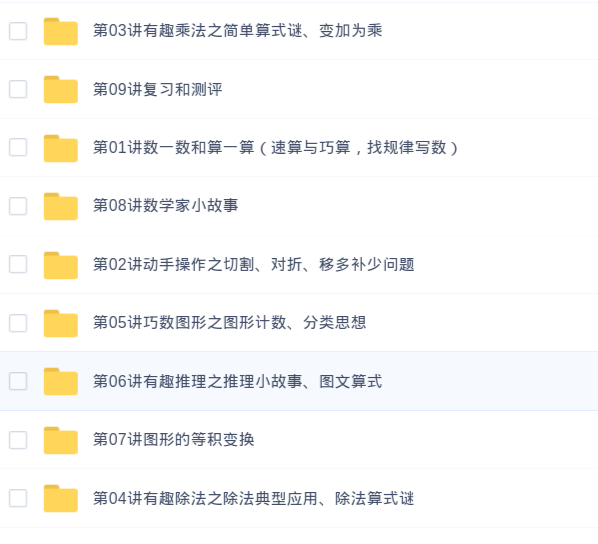 第03讲有趣乘法之简单算式谜、变加为乘
第09讲复习和测评
第01讲数一数和算一算（速算与巧算，找规律写数）
第08讲数学家小故事
第02讲动手操作之切割、对折、移多补少问题
第05讲巧数图形之图形计数、分类思想
第06讲有趣推理之推理小故事、图文算式
第07讲图形的等积变换
第04讲有趣除法之除法典型应用、除法算式谜